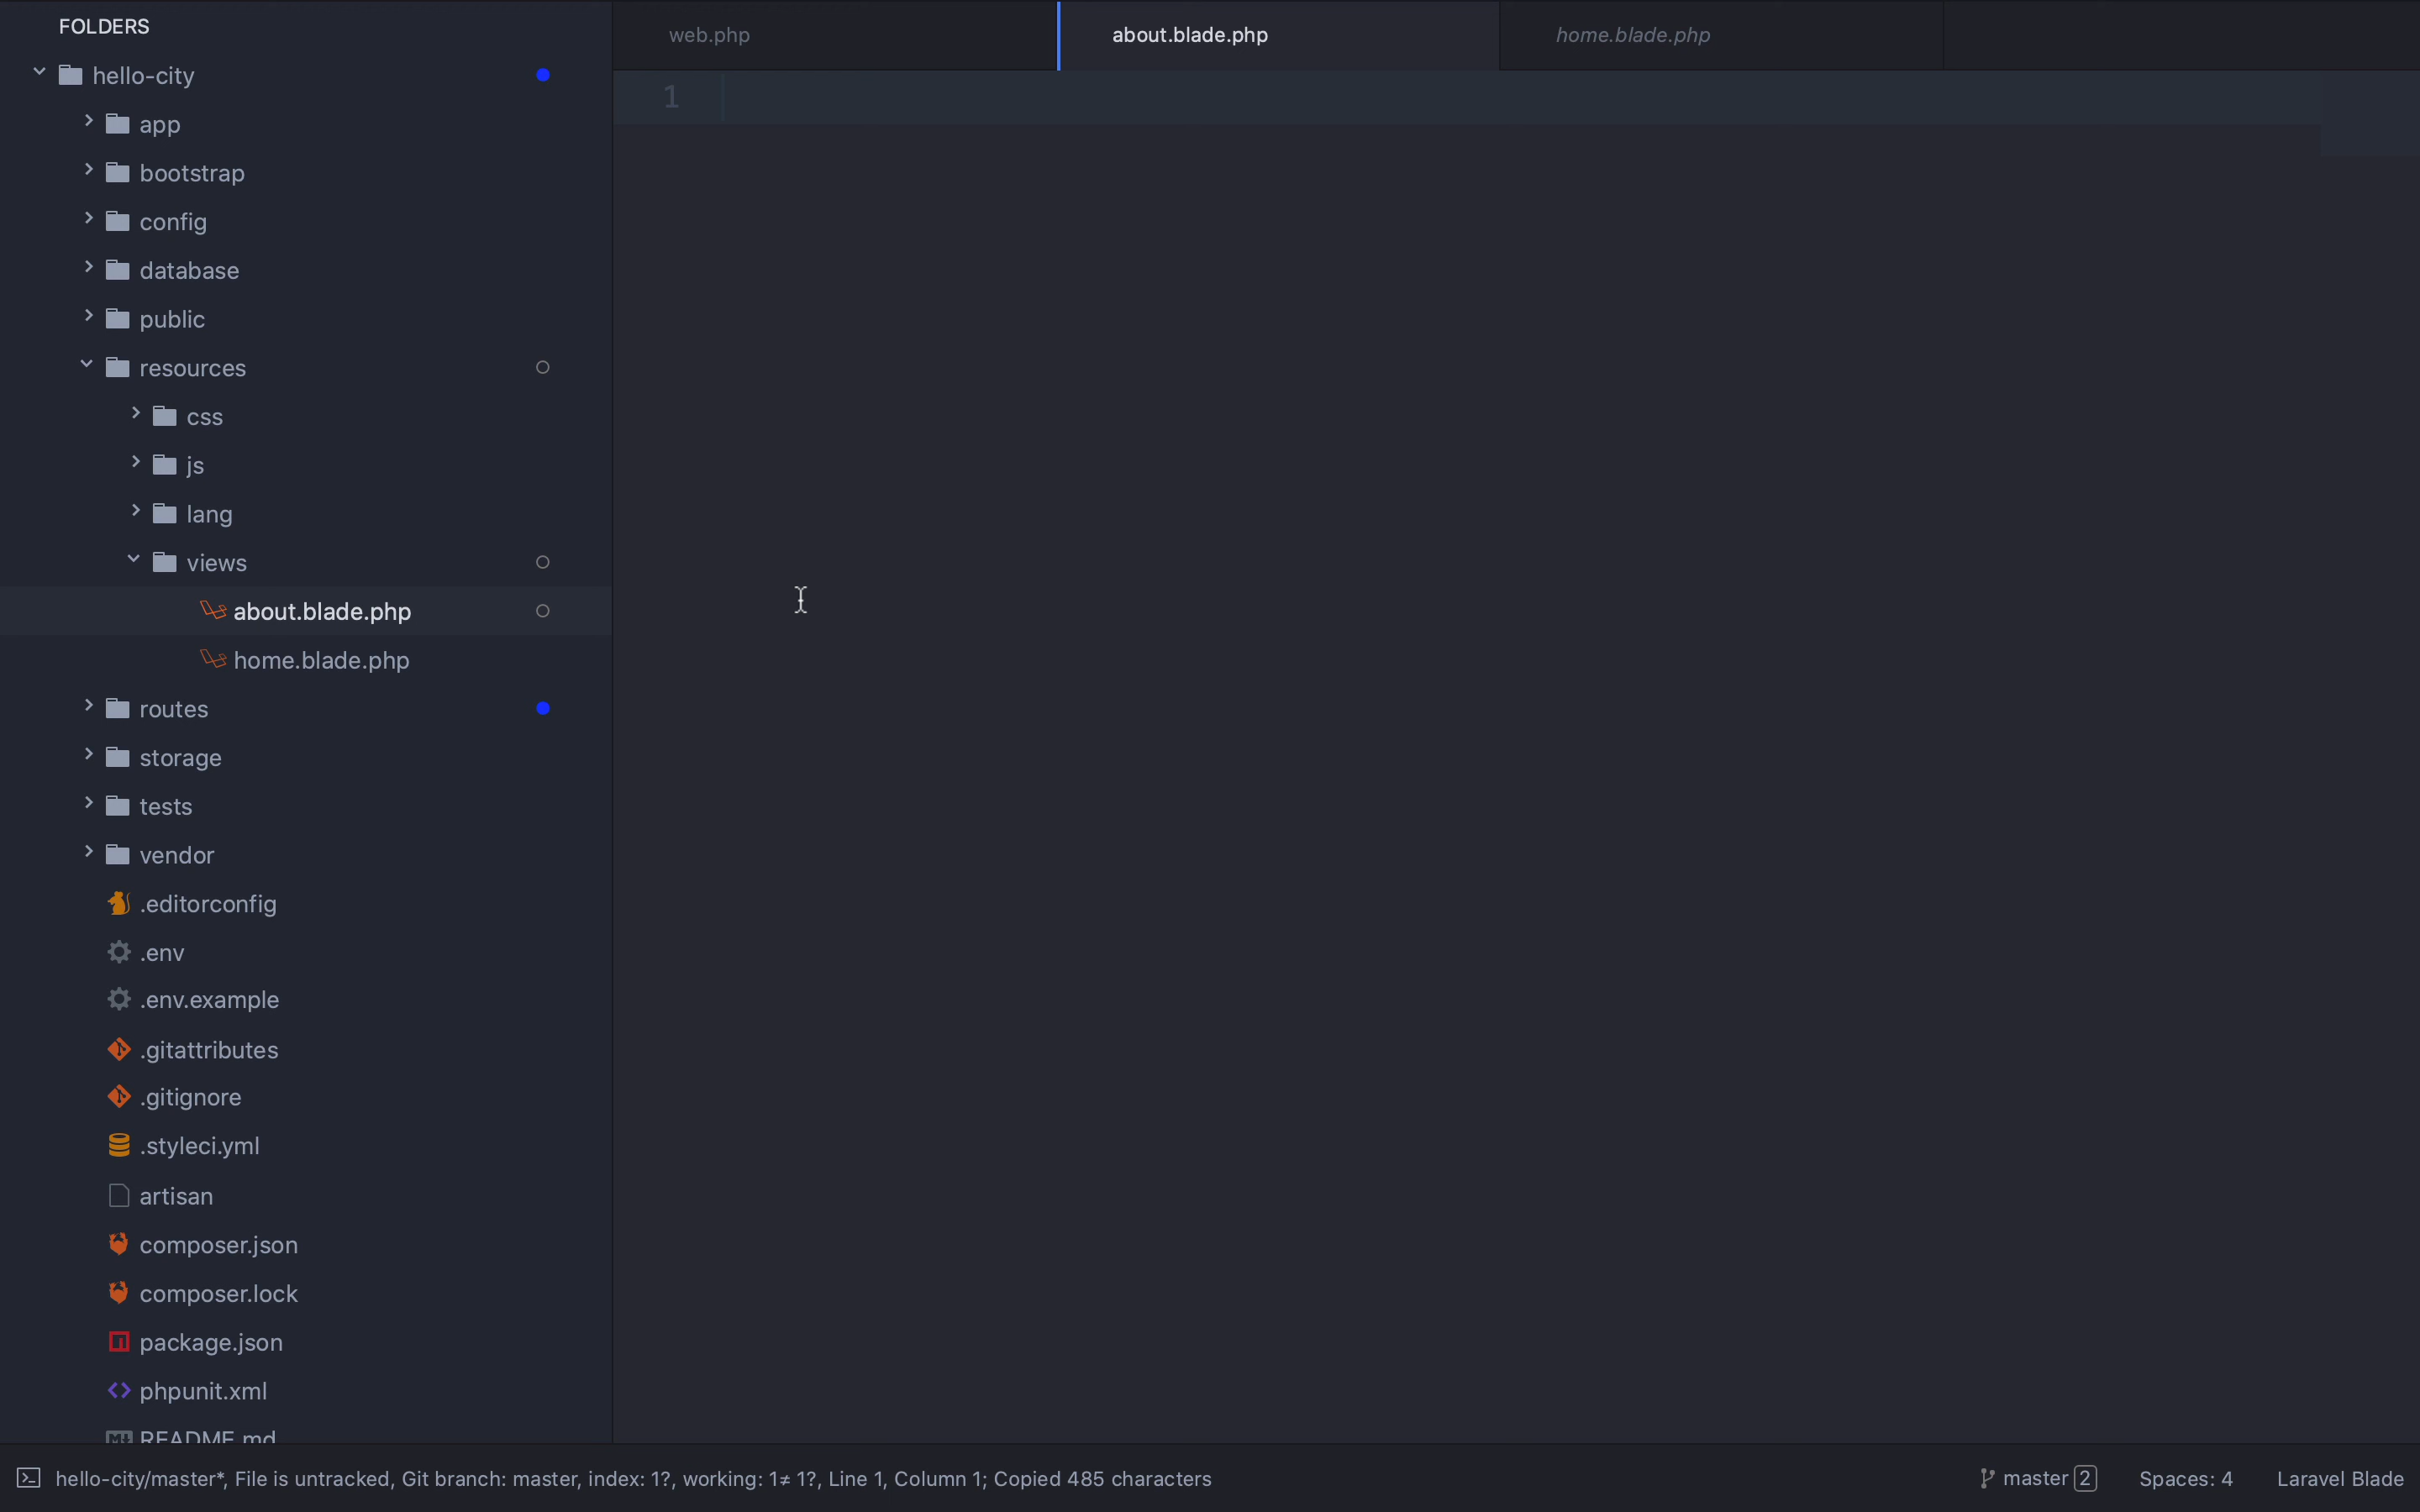 FOLDERS
hello-city
app
bootstrap
config
database
public
resources
css
js
lang
views
about.blade.php
home.blade.php
routes
storage
tests
vendor
.editorconfig
.env
.env.example
.gitattributes
.gitignore
.styleci.yml
artisan
composer.json
composer.lock
package.json
phpunit.xml
README.md
web.php
about.blade.php
home.blade.php
1
hello-city/master*, File is untracked, Git branch: master, index: 1?, working: 1≠ 1?, Line 1, Column 1; Copied 485 characters
master 2
Spaces: 4
Laravel Blade